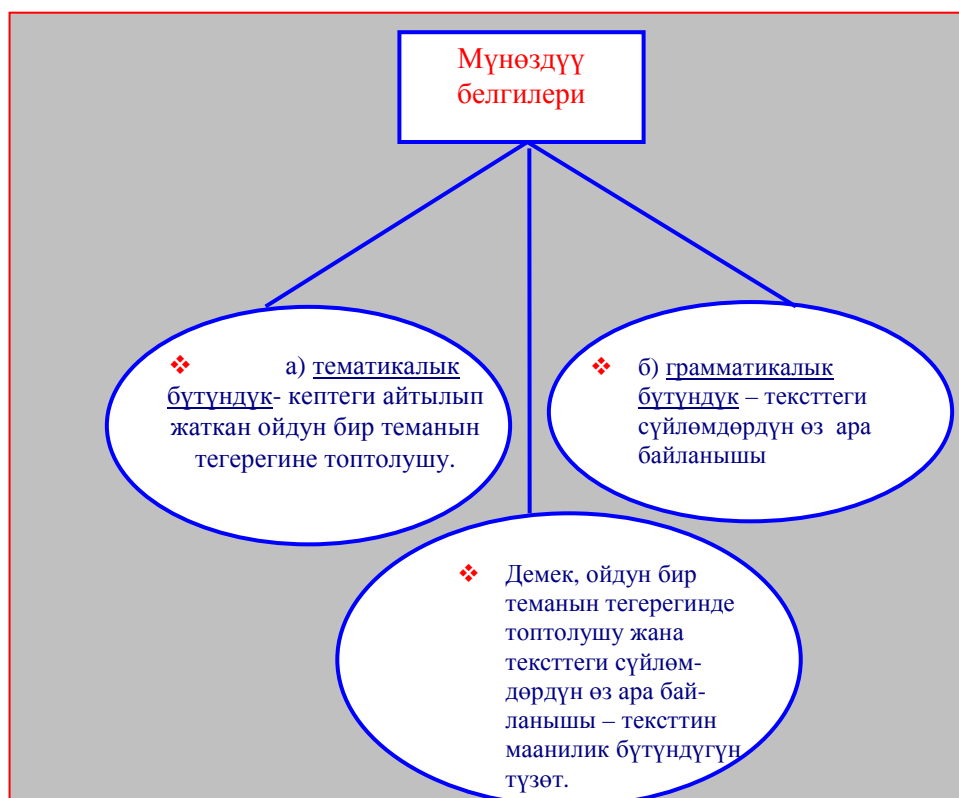 Мүнөздүү
белгилери
❖ а) тематикалык
бүтүндүк- кептеги айтылып
жаткан ойдун бир теманын
тегерегине топтолушу.
❖ б) грамматикалык
бүтүндүк – тексттеги
сүйлөмдөрдүн өз ара
байланышы
❖ Демек, ойдун бир
теманын тегерегинде
топтолушу жана
тексттеги сүйлөм-
дөрдүн өз ара бай-
ланышы – тексттин
маанилик бүтүндүгүн
түзөт.